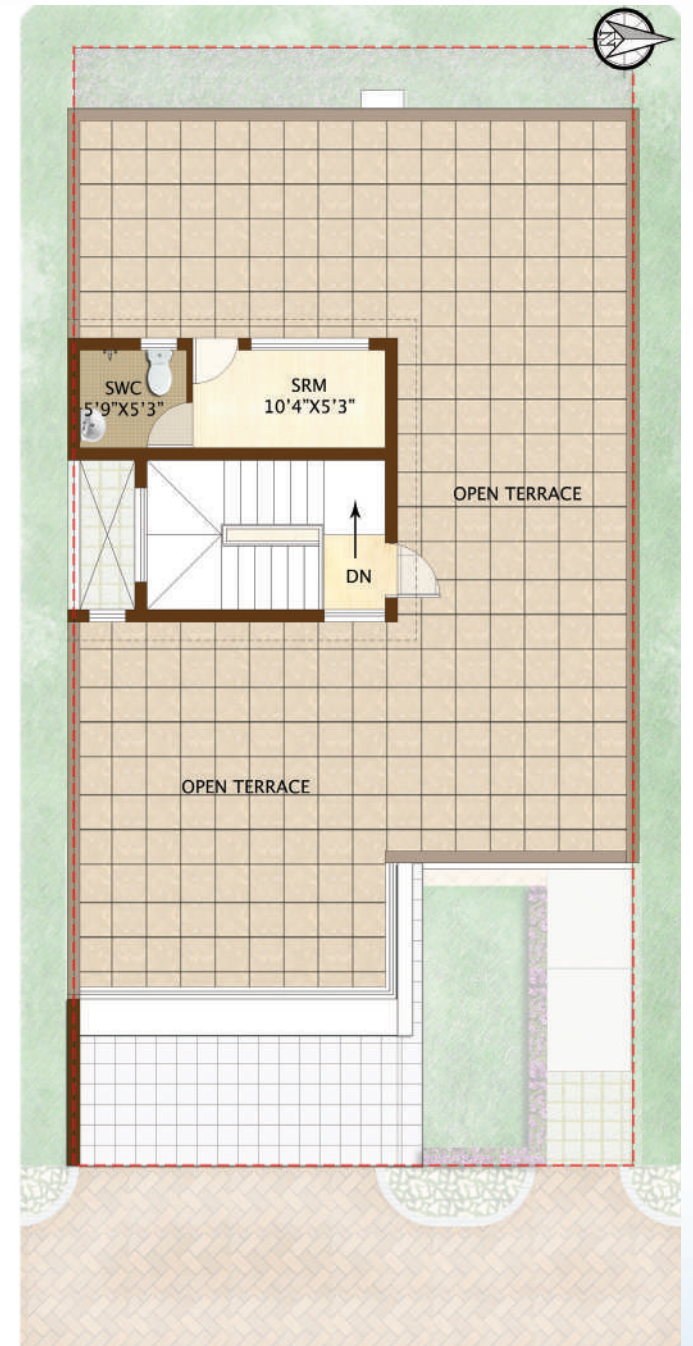 N
SWC
5'9"X5'3"
SRM
10'4"X5'3"
OPEN TERRACE
DN
OPEN TERRACE